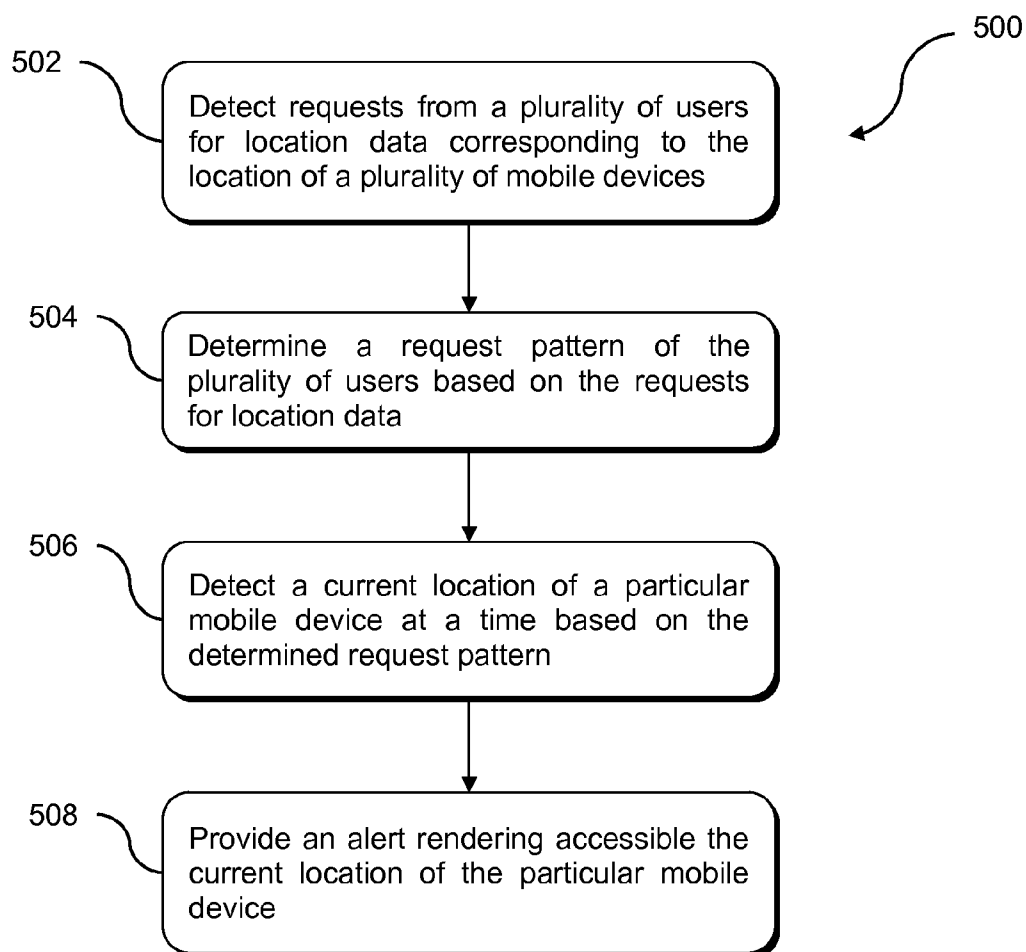 500
502
Detect requests from a plurality of users
for location data corresponding to the
location of a plurality of mobile devices
504
Determine a request pattern of the
plurality of users based on the requests
for location data
506
Detect a current location of a particular
mobile device at a time based on the
determined request pattern
508
Provide an alert rendering accessible the
current location of the particular mobile
device